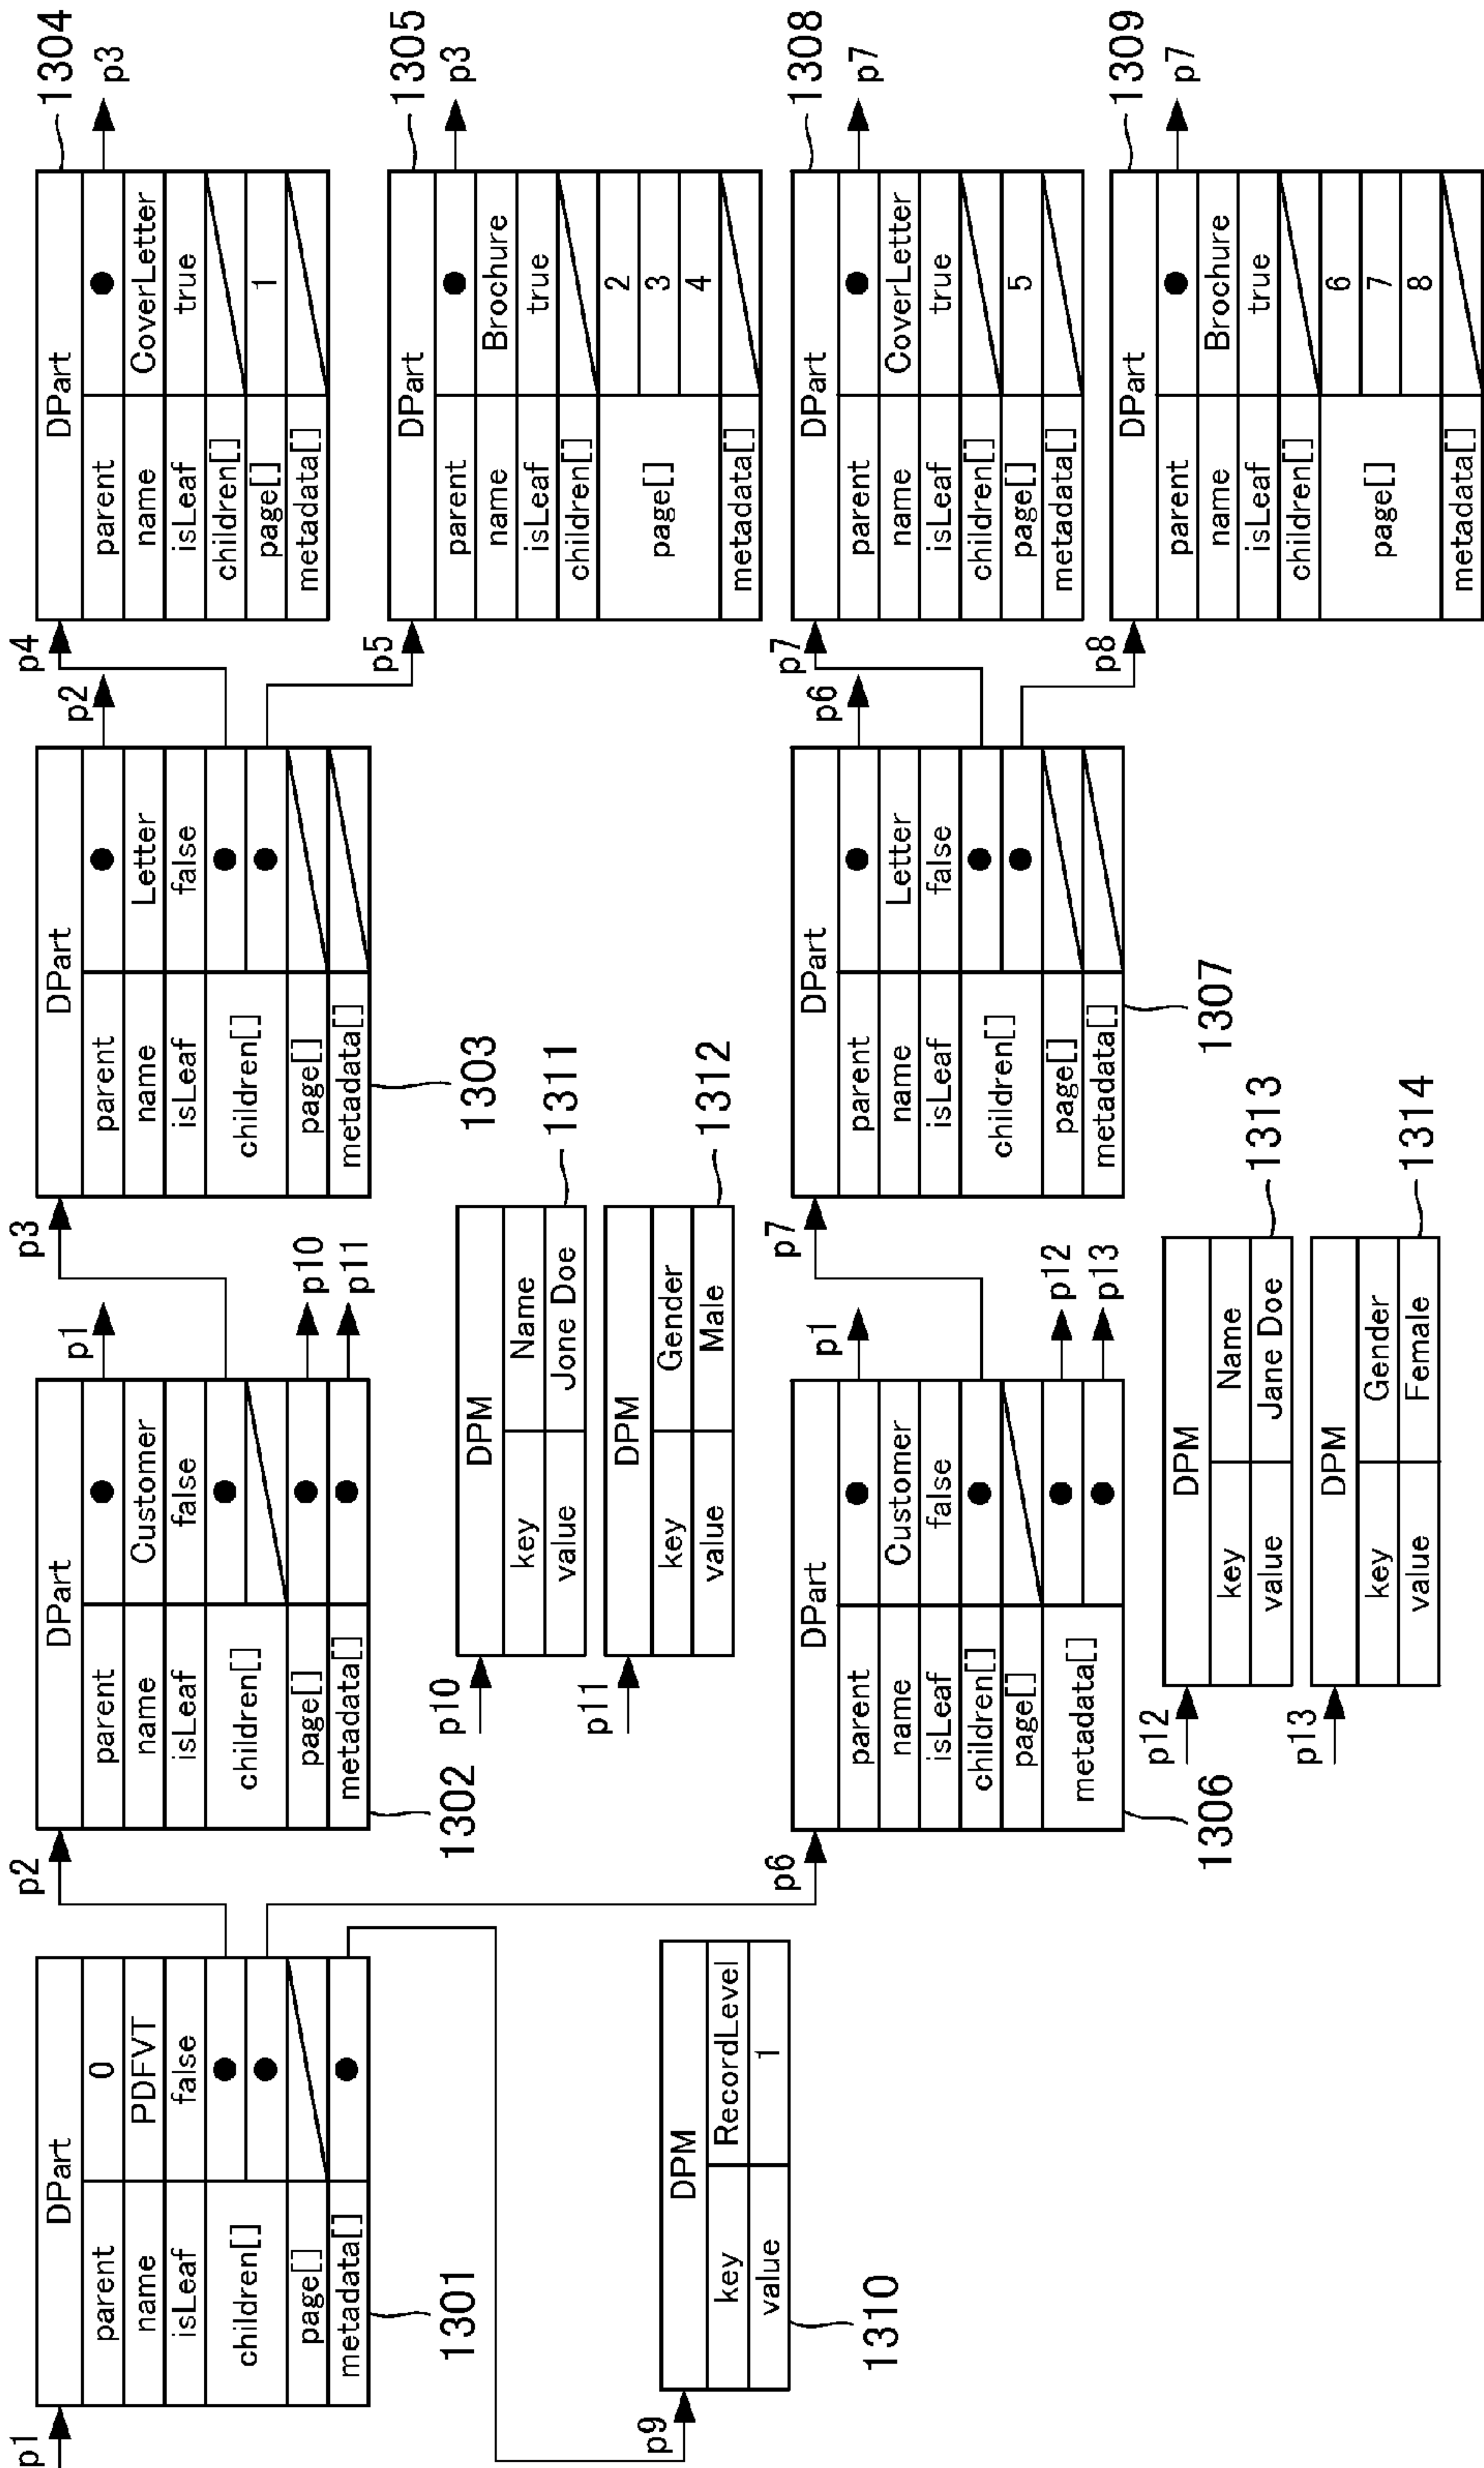 p1
DPart
parent 0
name PDFVT
isLeaf false
children[] ● ●
page[]
metadata[] ●
1301
p9
DPM
key RecordLevel
value 1
1310
p2
DPart
parent ● p1
name Customer
isLeaf false
children[] ●
page[] ● p10
metadata[] ● p11
1302
p10
DPM
key Name
value Jone Doe
1311
p11
DPM
key Gender
value Male
1312
p3
DPart
parent ● p2
name Letter
isLeaf false
children[] ● ●
page[]
metadata[]
1303
p4
DPart
parent ● p3
name CoverLetter
isLeaf true
children[]
page[] 1
metadata[]
1304
p5
DPart
parent ● p3
name Brochure
isLeaf true
children[]
page[] 2
3
4
metadata[]
1305
p6
DPart
parent ● p1
name Customer
isLeaf false
children[] ●
page[]
metadata[] ● p12
● p13
1306
p12
DPM
key Name
value Jane Doe
1313
p13
DPM
key Gender
value Female
1314
p7
DPart
parent ● p6
name Letter
isLeaf false
children[] ● ●
page[]
metadata[]
1307
p7
DPart
parent ● p7
name CoverLetter
isLeaf true
children[]
page[] 5
metadata[]
1308
p8
DPart
parent ● p7
name Brochure
isLeaf true
children[]
page[] 6
7
8
metadata[]
1309